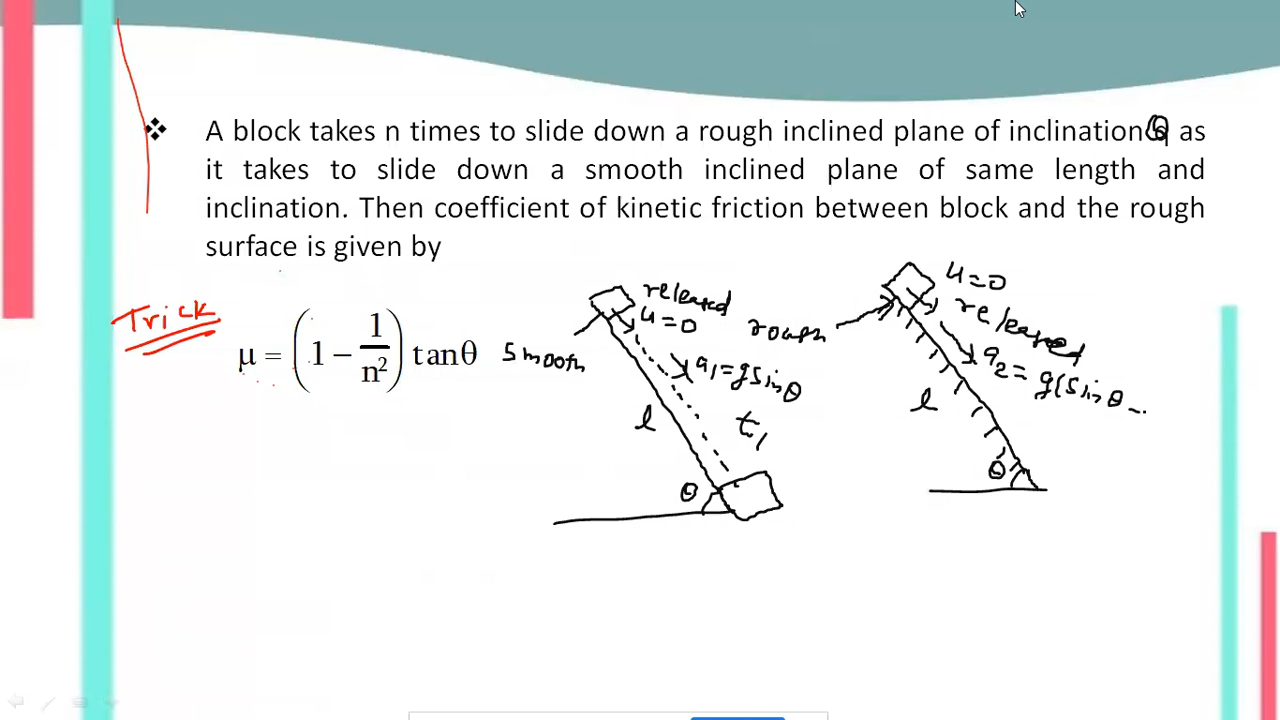 ❖ A block takes n times to slide down a rough inclined plane of inclination θ as
it takes to slide down a smooth inclined plane of same length and
inclination. Then coefficient of kinetic friction between block and the rough
surface is given by
Trick
μ = (1 − 1/n²) tanθ
Smooth
released
u=0
a₁=gsinθ
l
t₁
θ
rough
u=0
released
a₂= g(sinθ -
l
θ